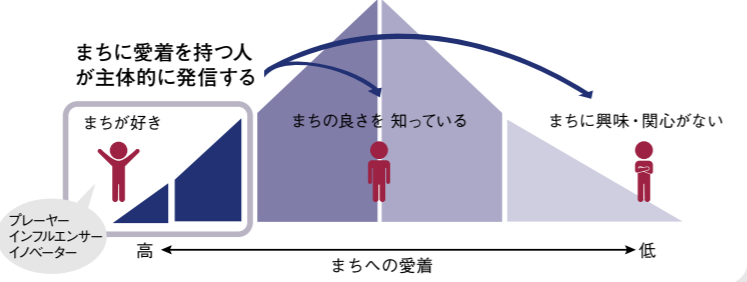 まちに愛着を持つ人
が主体的に発信する
まちが好き
まちの良さを 知っている
まちに興味・関心がない
プレーヤー
インフルエンサー
イノベーター
高
低
まちへの愛着